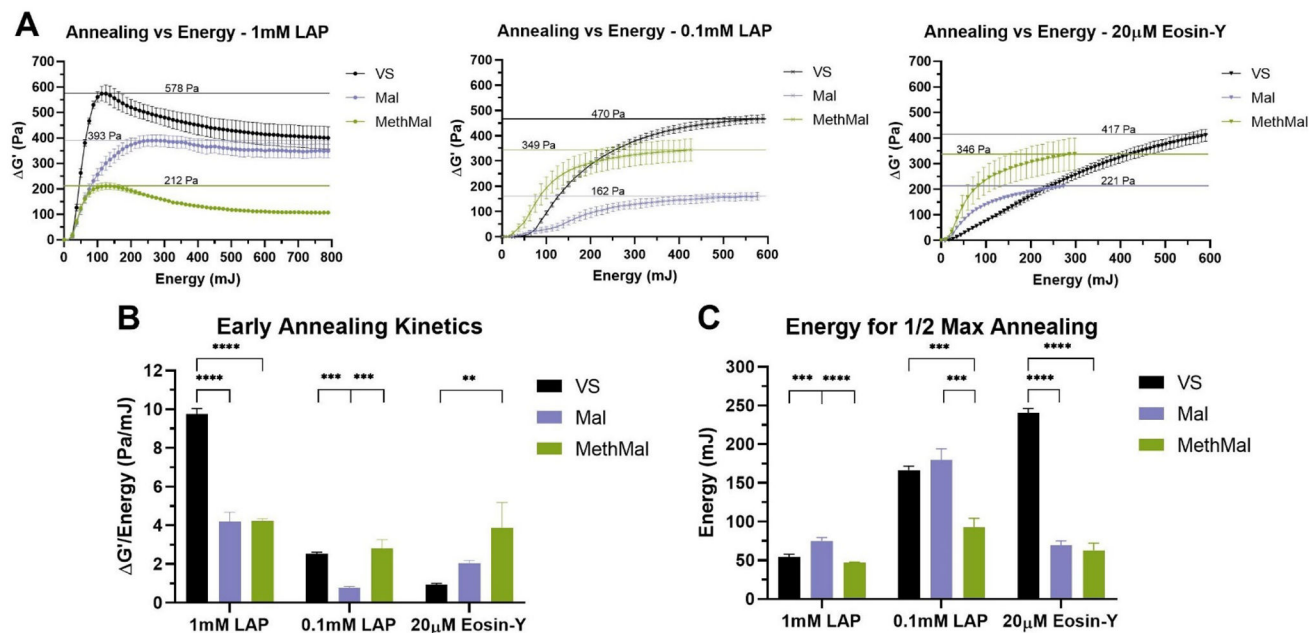 A
Annealing vs Energy - 1mM LAP
ΔG' (Pa)
700
600
500
400
300
200
100
0
578 Pa
393 Pa
212 Pa
0 100 200 300 400 500 600 700 800
Energy (mJ)
VS
Mal
MethMal
Annealing vs Energy - 0.1mM LAP
ΔG' (Pa)
700
600
500
400
300
200
100
0
470 Pa
349 Pa
162 Pa
0 100 200 300 400 500 600
Energy (mJ)
VS
Mal
MethMal
Annealing vs Energy - 20μM Eosin-Y
ΔG' (Pa)
700
600
500
400
300
200
100
0
417 Pa
346 Pa
221 Pa
0 100 200 300 400 500 600
Energy (mJ)
VS
Mal
MethMal
B
Early Annealing Kinetics
ΔG'/Energy (Pa/mJ)
12
10
8
6
4
2
0
****
****
*** ***
**
1mM LAP 0.1mM LAP 20μM Eosin-Y
VS
Mal
MethMal
C
Energy for 1/2 Max Annealing
Energy (mJ)
300
250
200
150
100
50
0
*** ****
***
***
****
****
1mM LAP 0.1mM LAP 20μM Eosin-Y
VS
Mal
MethMal